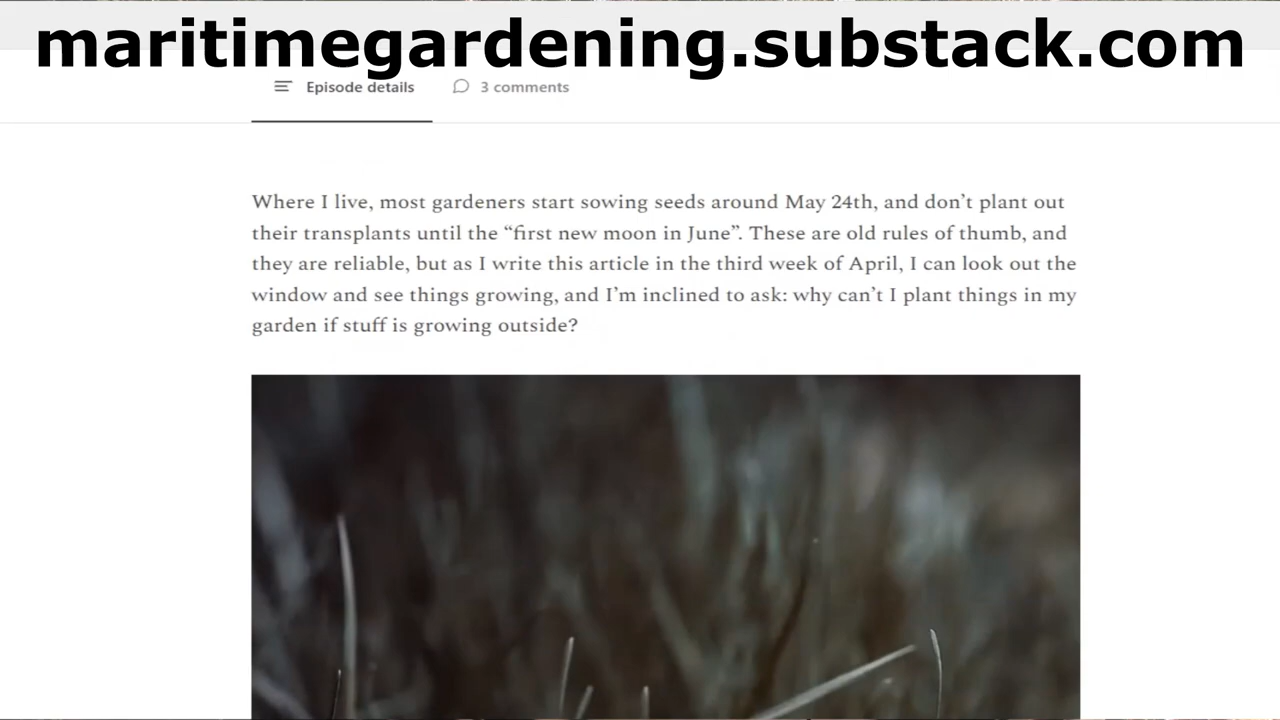 maritimegardening.substack.com
Episode details
3 comments
Where I live, most gardeners start sowing seeds around May 24th, and don’t plant out
their transplants until the “first new moon in June”. These are old rules of thumb, and
they are reliable, but as I write this article in the third week of April, I can look out the
window and see things growing, and I’m inclined to ask: why can’t I plant things in my
garden if stuff is growing outside?